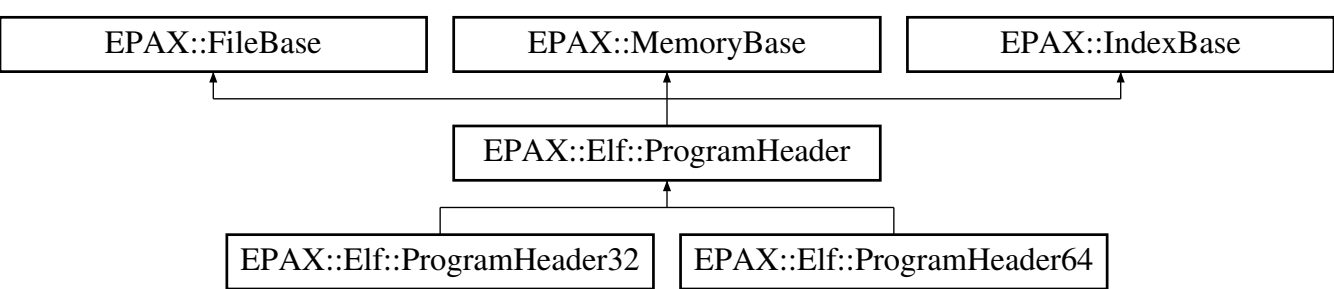 EPAX::FileBase
EPAX::MemoryBase
EPAX::IndexBase
EPAX::Elf::ProgramHeader
EPAX::Elf::ProgramHeader32
EPAX::Elf::ProgramHeader64